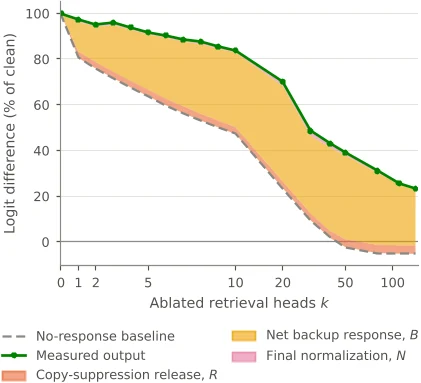 Logit difference (% of clean)
100
80
60
40
20
0
0 1 2 5 10 20 50 100
Ablated retrieval heads k
No-response baseline
Measured output
Copy-suppression release, R
Net backup response, B
Final normalization, N